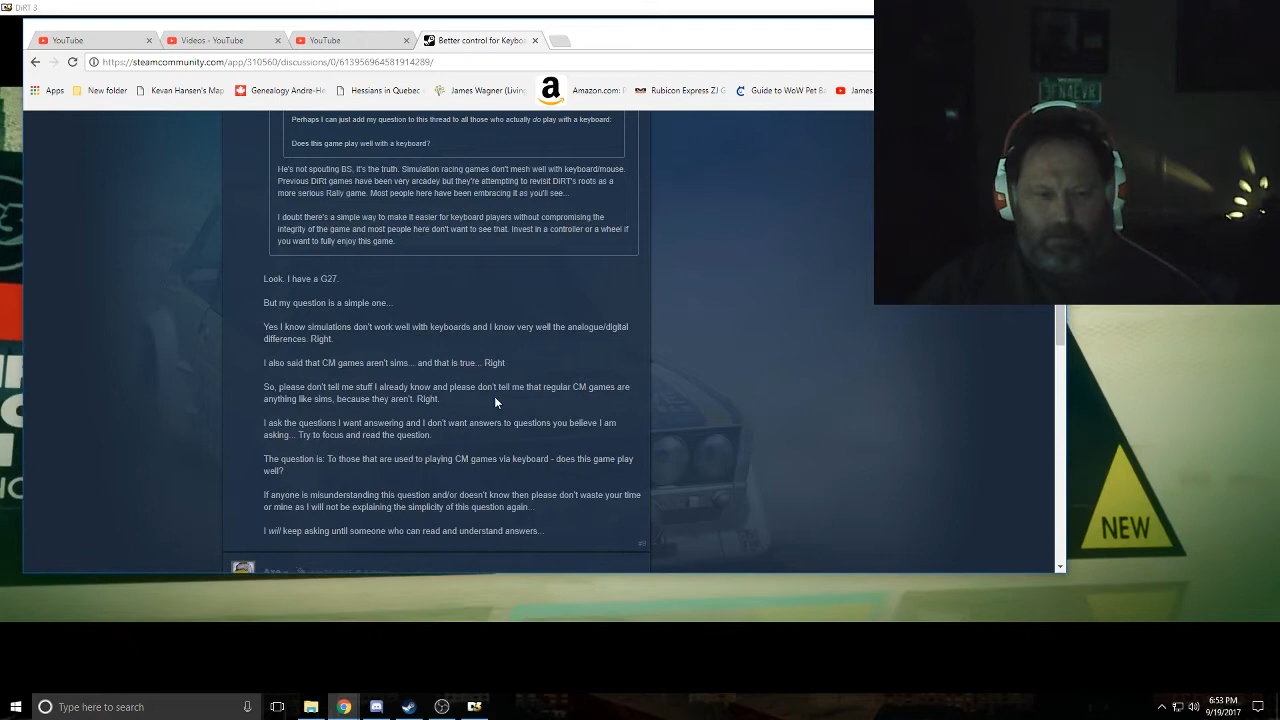 DiRT 3
YouTube
Videos - YouTube
YouTube
Better control for Keybo
https://steamcommunity.com/app/310560/discussions/0/613956964581914289/
Apps
New folder
Kevan Hansen's Map
Genealogy Andre-He
Hessians in Quebec
James Wagner (Living
Amazon.com: P
Rubicon Express ZJ G
Guide to WoW Pet Ba
James
Perhaps I can just add my question to this thread to all those who actually do play with a keyboard:
Does this game play well with a keyboard?
He's not spouting BS, it's the truth. Simulation racing games don't mesh well with keyboard/mouse.
Previous DiRt games have been very arcadey but they're attempting to revisit DiRT's roots as a
more serious Rally game. Most people here have been embracing it as you'll see...
I doubt there's a simple way to make it easier for keyboard players without compromising the
integrity of the game and most people here don't want to see that. Invest in a controller or a wheel if
you want to fully enjoy this game.
Look. I have a G27.
But my question is a simple one...
Yes I know simulations don't work well with keyboards and I know very well the analogue/digital
differences. Right.
I also said that CM games aren't sims... and that is true... Right
So, please don't tell me stuff I already know and please don't tell me that regular CM games are
anything like sims, because they aren't. Right.
I ask the questions I want answering and I don't want answers to questions you believe I am
asking... Try to focus and read the question.
The question is: To those that are used to playing CM games via keyboard - does this game play
well?
If anyone is misunderstanding this question and/or doesn't know then please don't waste your time
or mine as I will not be explaining the simplicity of this question again...
I will keep asking until someone who can read and understand answers...
#9
NEW
Type here to search
6:53 PM
9/19/2017